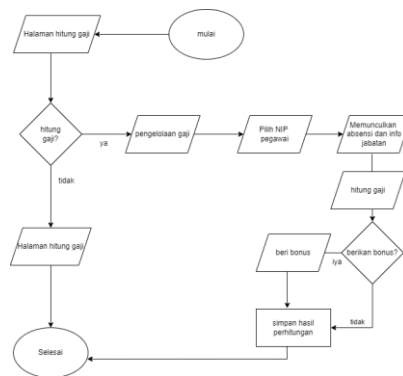 Halaman hitung gaji
mulai
hitung
gaji?
ya
pengelolaan gaji
Pilih NIP
pegawai
Memunculkan
absensi dan info
jabatan
tidak
hitung gaji
Halaman hitung gaji
beri bonus
iya
berikan bonus?
simpan hasil
perhitungan
tidak
Selesai